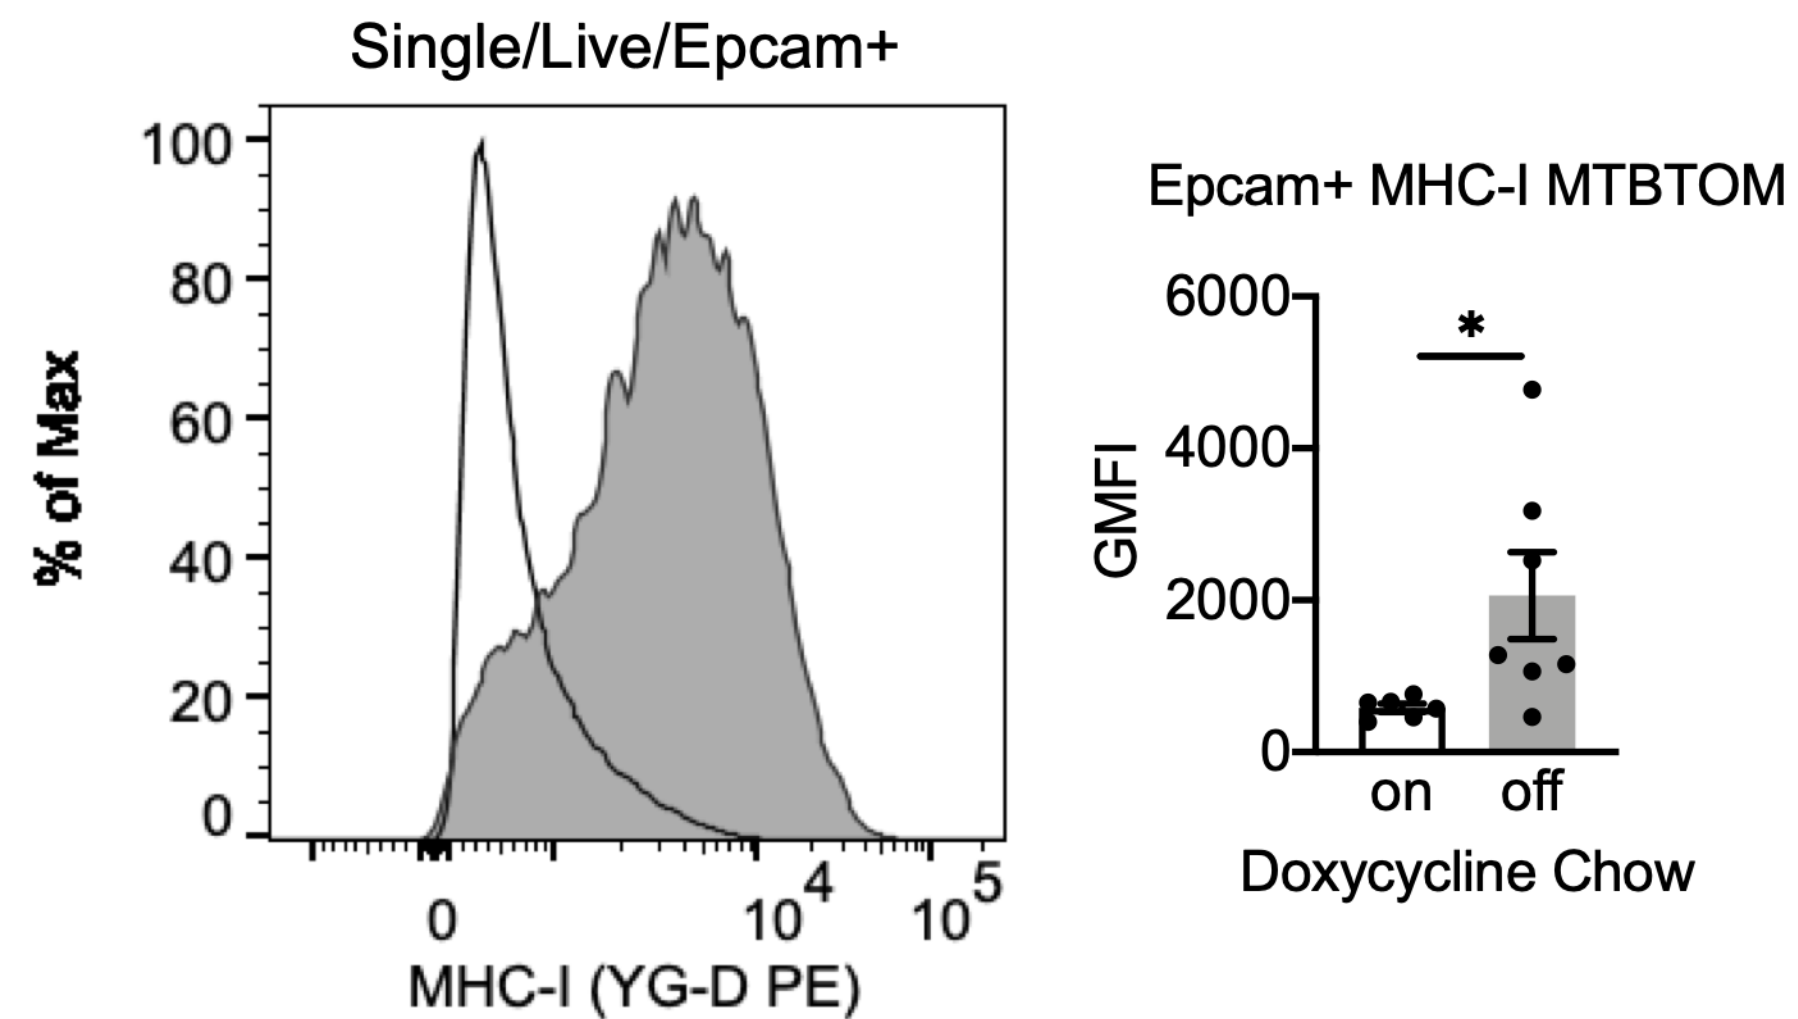 Single/Live/Epcam+
% of Max
100
80
60
40
20
0
0
10^4
10^5
MHC-I (YG-D PE)
Epcam+ MHC-I MTBTOM
*
GMFI
6000
4000
2000
0
on
off
Doxycycline Chow